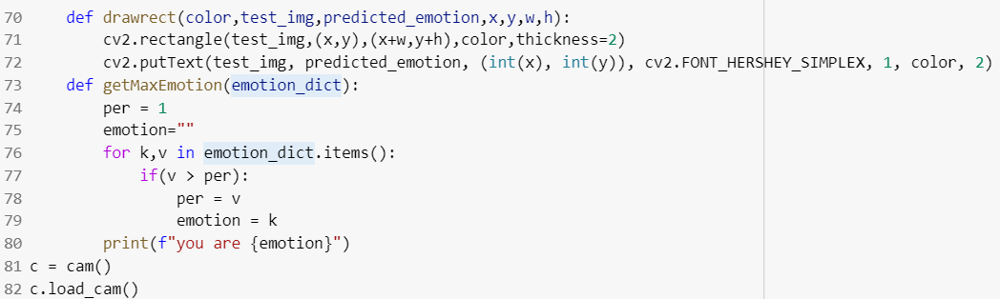 70     def drawrect(color,test_img,predicted_emotion,x,y,w,h):
71         cv2.rectangle(test_img,(x,y),(x+w,y+h),color,thickness=2)
72         cv2.putText(test_img, predicted_emotion, (int(x), int(y)), cv2.FONT_HERSHEY_SIMPLEX, 1, color, 2)
73     def getMaxEmotion(emotion_dict):
74         per = 1
75         emotion=""
76         for k,v in emotion_dict.items():
77             if(v > per):
78                 per = v
79                 emotion = k
80         print(f"you are {emotion}")
81 c = cam()
82 c.load_cam()